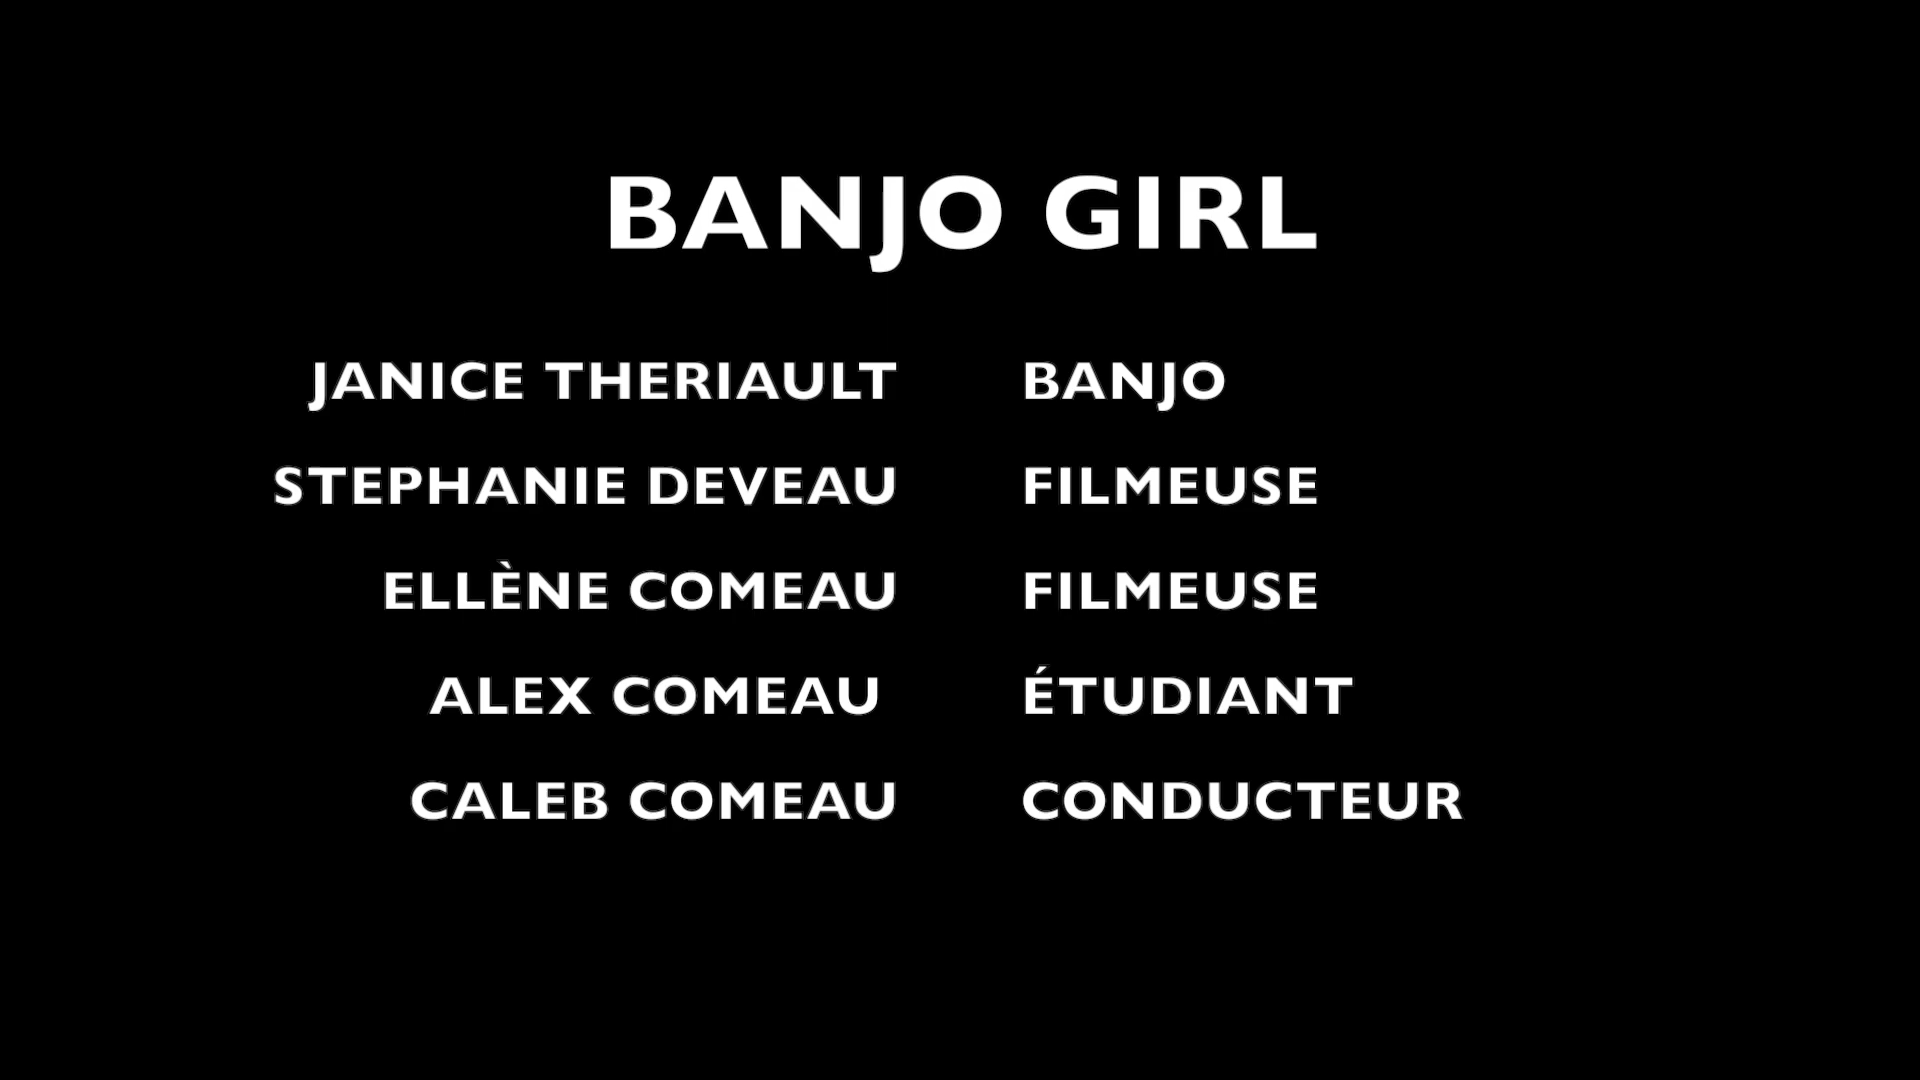 BANJO GIRL
JANICE THERIAULT BANJO
STEPHANIE DEVEAU FILMEUSE
ELLÈNE COMEAU FILMEUSE
ALEX COMEAU ÉTUDIANT
CALEB COMEAU CONDUCTEUR